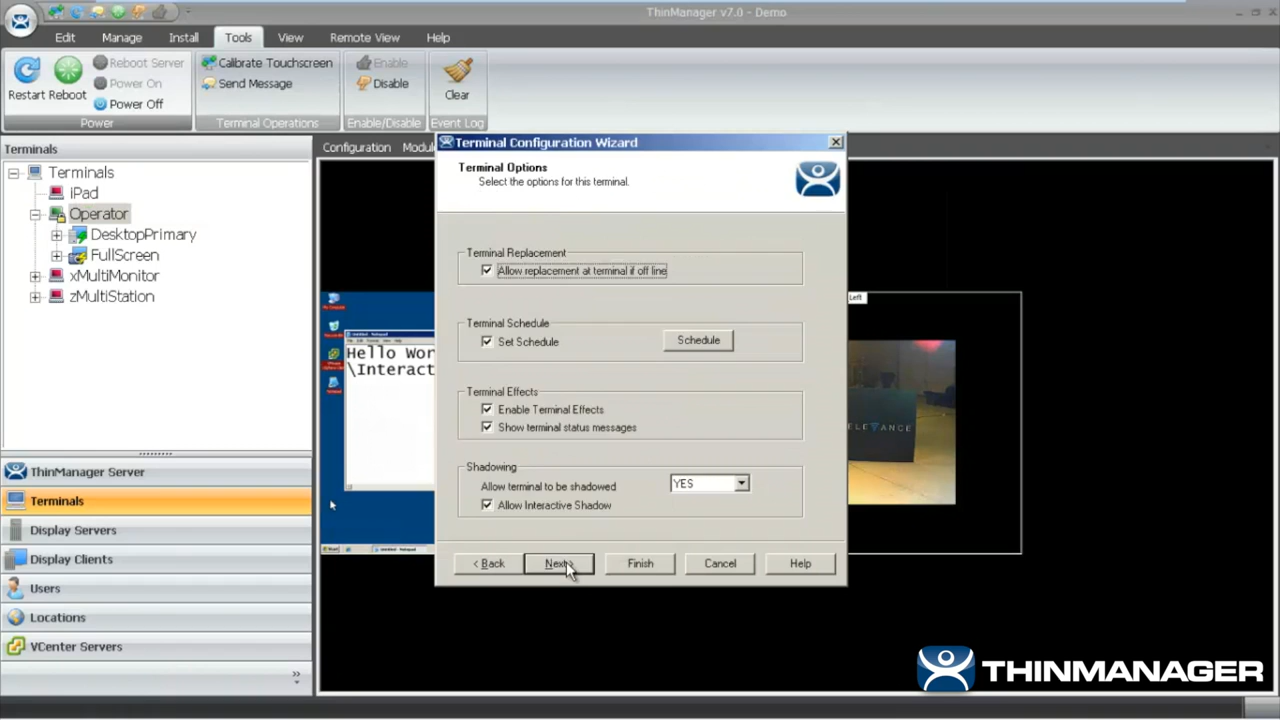 ThinManager v7.0 - Demo
Edit Manage Install Tools View Remote View Help
Restart Reboot
Reboot Server
Power On
Power Off
Power
Calibrate Touchscreen
Send Message
Terminal Operations
Enable
Disable
Enable/Disable
Clear
Event Log
Terminals
Terminals
iPad
Operator
DesktopPrimary
FullScreen
xMultiMonitor
zMultiStation
ThinManager Server
Terminals
Display Servers
Display Clients
Users
Locations
VCenter Servers
Configuration Modul
Hello Wor
\Interact
Left
ELEVANCE
Terminal Configuration Wizard
Terminal Options
Select the options for this terminal.
Terminal Replacement
Allow replacement at terminal if off line
Terminal Schedule
Set Schedule
Schedule
Terminal Effects
Enable Terminal Effects
Show terminal status messages
Shadowing
Allow terminal to be shadowed
YES
Allow Interactive Shadow
< Back Next Finish Cancel Help
THINMANAGER